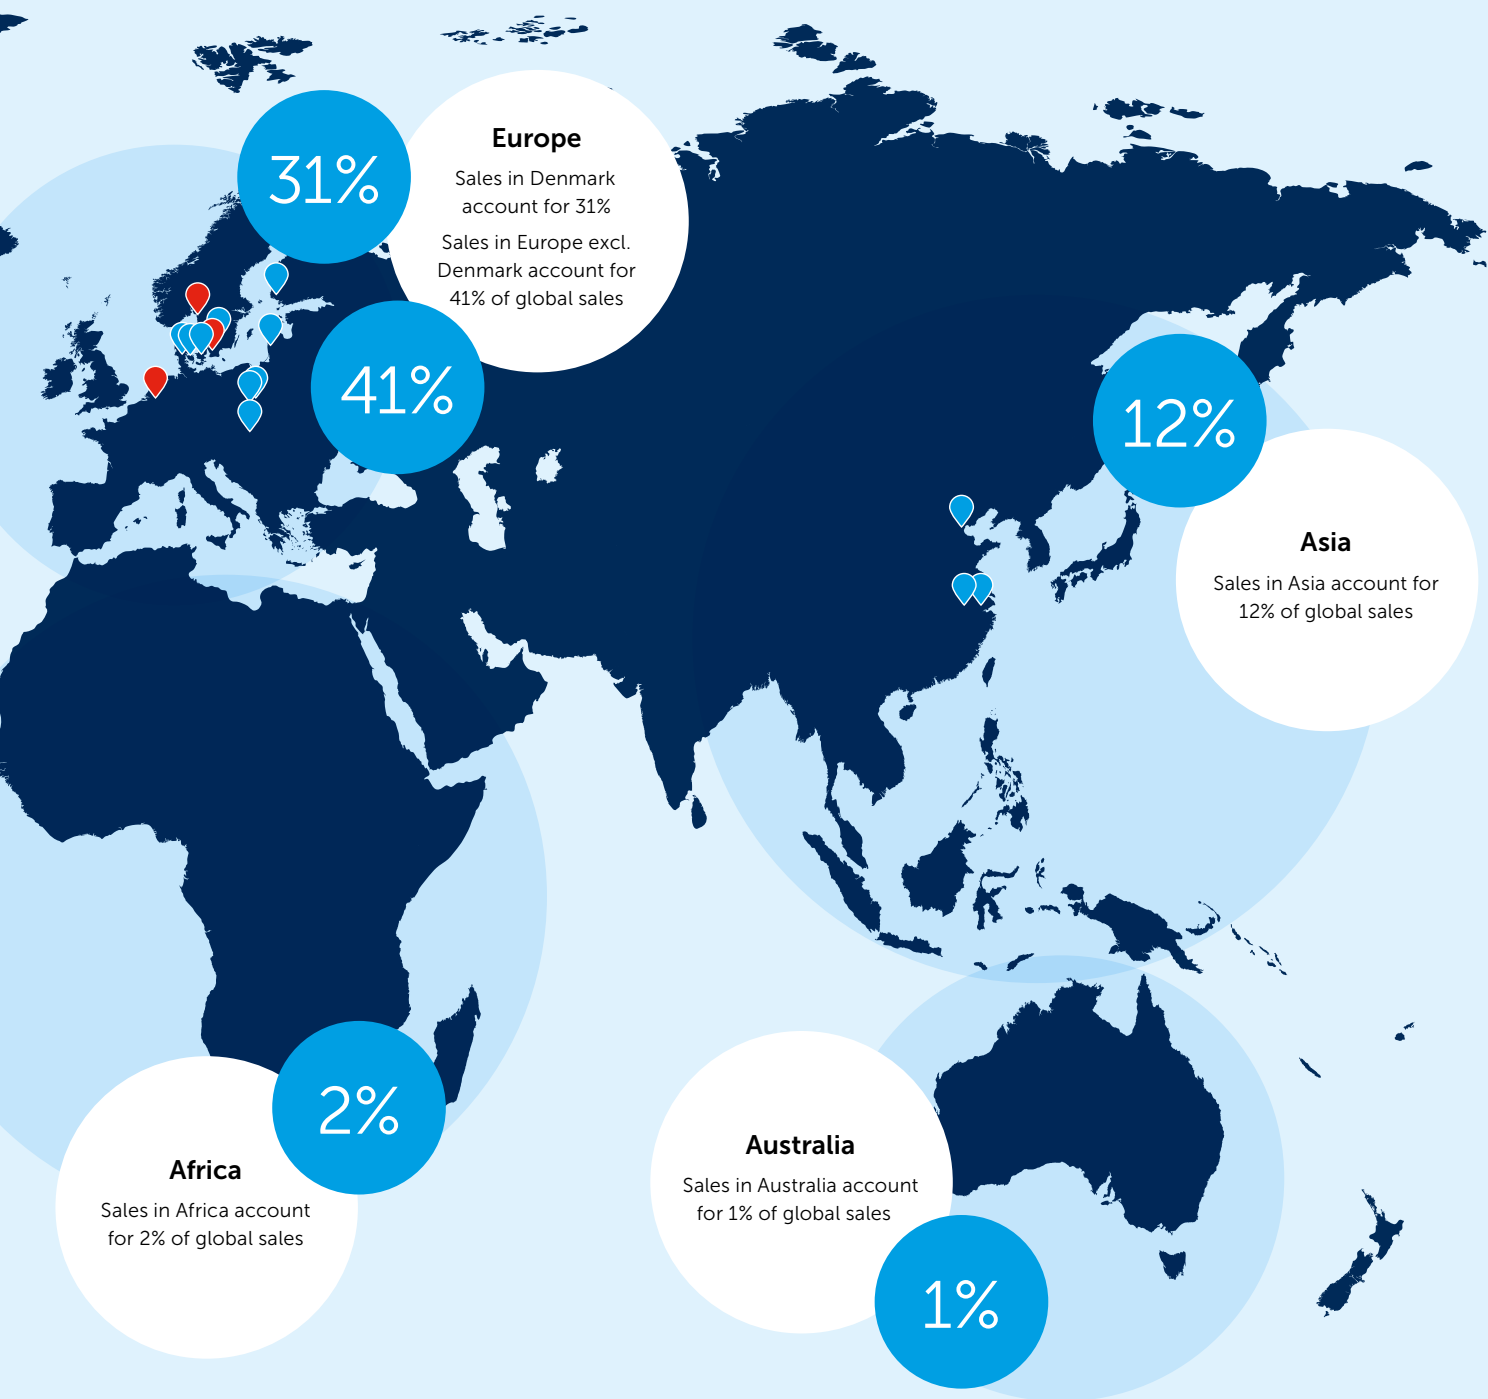 31%
Europe
Sales in Denmark
account for 31%
Sales in Europe excl.
Denmark account for
41% of global sales
41%
12%
Asia
Sales in Asia account for
12% of global sales
2%
Africa
Sales in Africa account
for 2% of global sales
Australia
Sales in Australia account
for 1% of global sales
1%